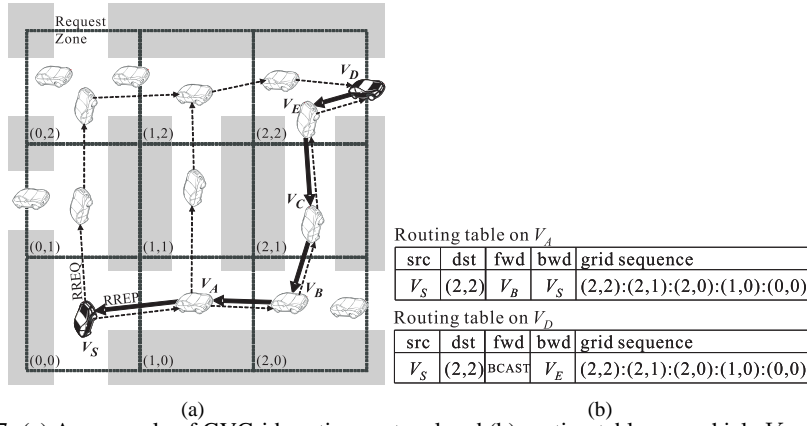 Request
Zone
V_D
V_E
(0,2)
(1,2)
(2,2)
V_C
(0,1)
(1,1)
(2,1)
RREQ
RREP
V_A
V_B
V_S
(0,0)
(1,0)
(2,0)
(a)
Routing table on V_A
src dst fwd bwd grid sequence
V_S (2,2) V_B V_S (2,2):(2,1):(2,0):(1,0):(0,0)
Routing table on V_D
src dst fwd bwd grid sequence
V_S (2,2) BCAST V_E (2,2):(2,1):(2,0):(1,0):(0,0)
(b)